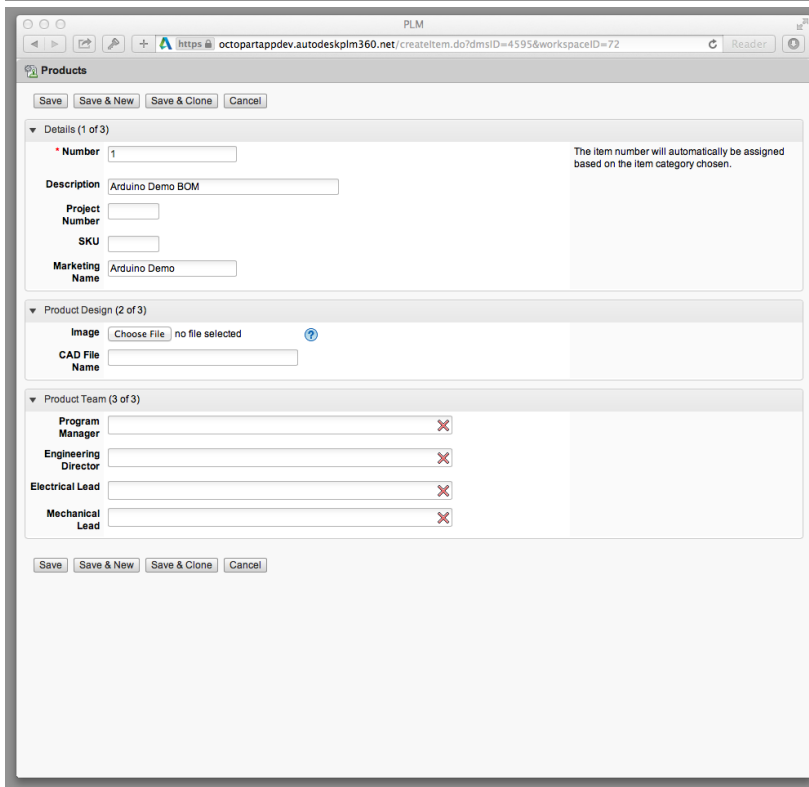 PLM
https octopartappdev.autodeskplm360.net/createItem.do?dmsID=4595&workspaceID=72 Reader
Products
Save Save & New Save & Clone Cancel
Details (1 of 3)
* Number 1 The item number will automatically be assigned
based on the item category chosen.
Description Arduino Demo BOM
Project
Number
SKU
Marketing
Name Arduino Demo
Product Design (2 of 3)
Image Choose File no file selected ?
CAD File
Name
Product Team (3 of 3)
Program
Manager
Engineering
Director
Electrical Lead
Mechanical
Lead
Save Save & New Save & Clone Cancel